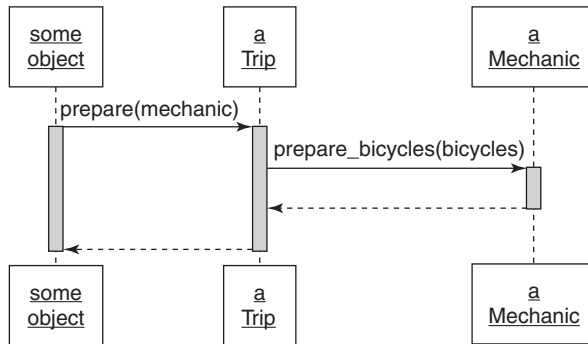 some
object
a
Trip
a
Mechanic
prepare(mechanic)
prepare_bicycles(bicycles)
some
object
a
Trip
a
Mechanic